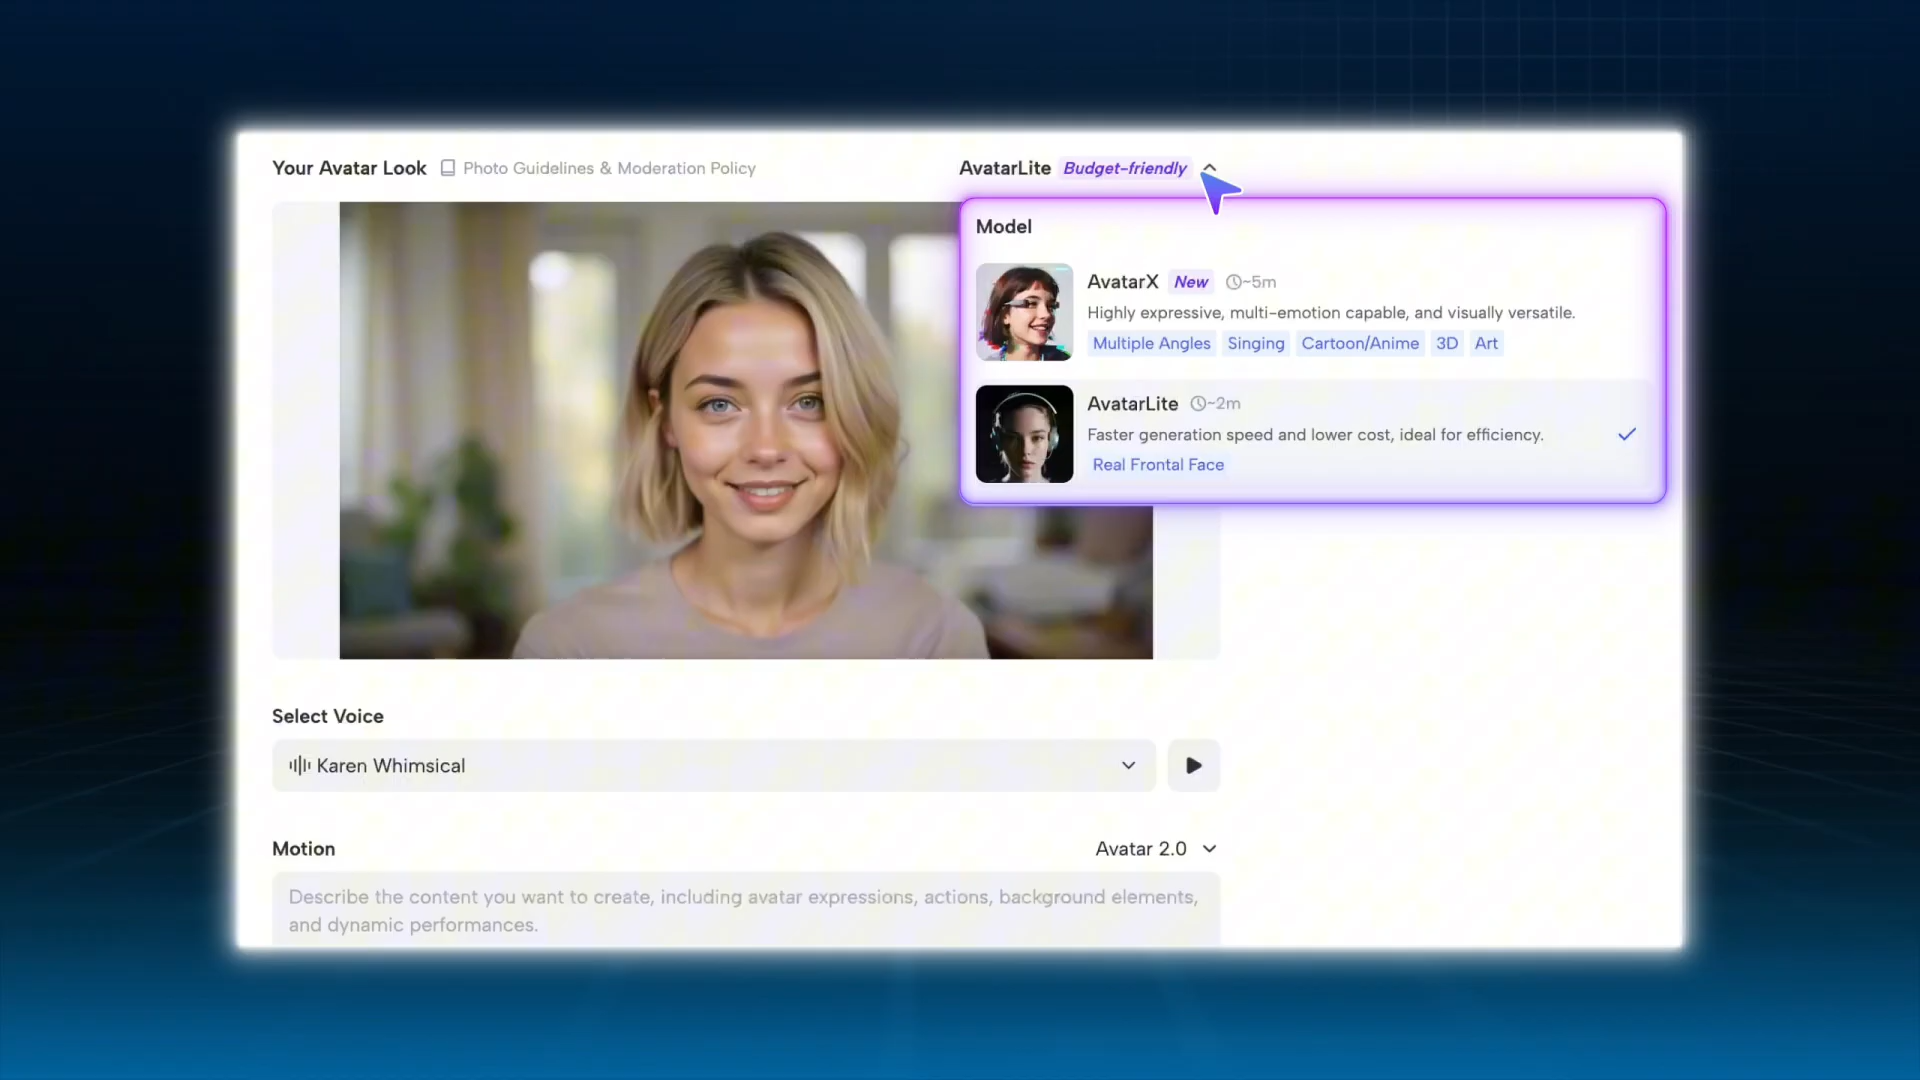 Your Avatar Look Photo Guidelines & Moderation Policy
AvatarLite Budget-friendly
Model
AvatarX New ~5m
Highly expressive, multi-emotion capable, and visually versatile.
Multiple Angles Singing Cartoon/Anime 3D Art
AvatarLite ~2m
Faster generation speed and lower cost, ideal for efficiency.
Real Frontal Face
Select Voice
Karen Whimsical
Motion Avatar 2.0
Describe the content you want to create, including avatar expressions, actions, background elements,
and dynamic performances.